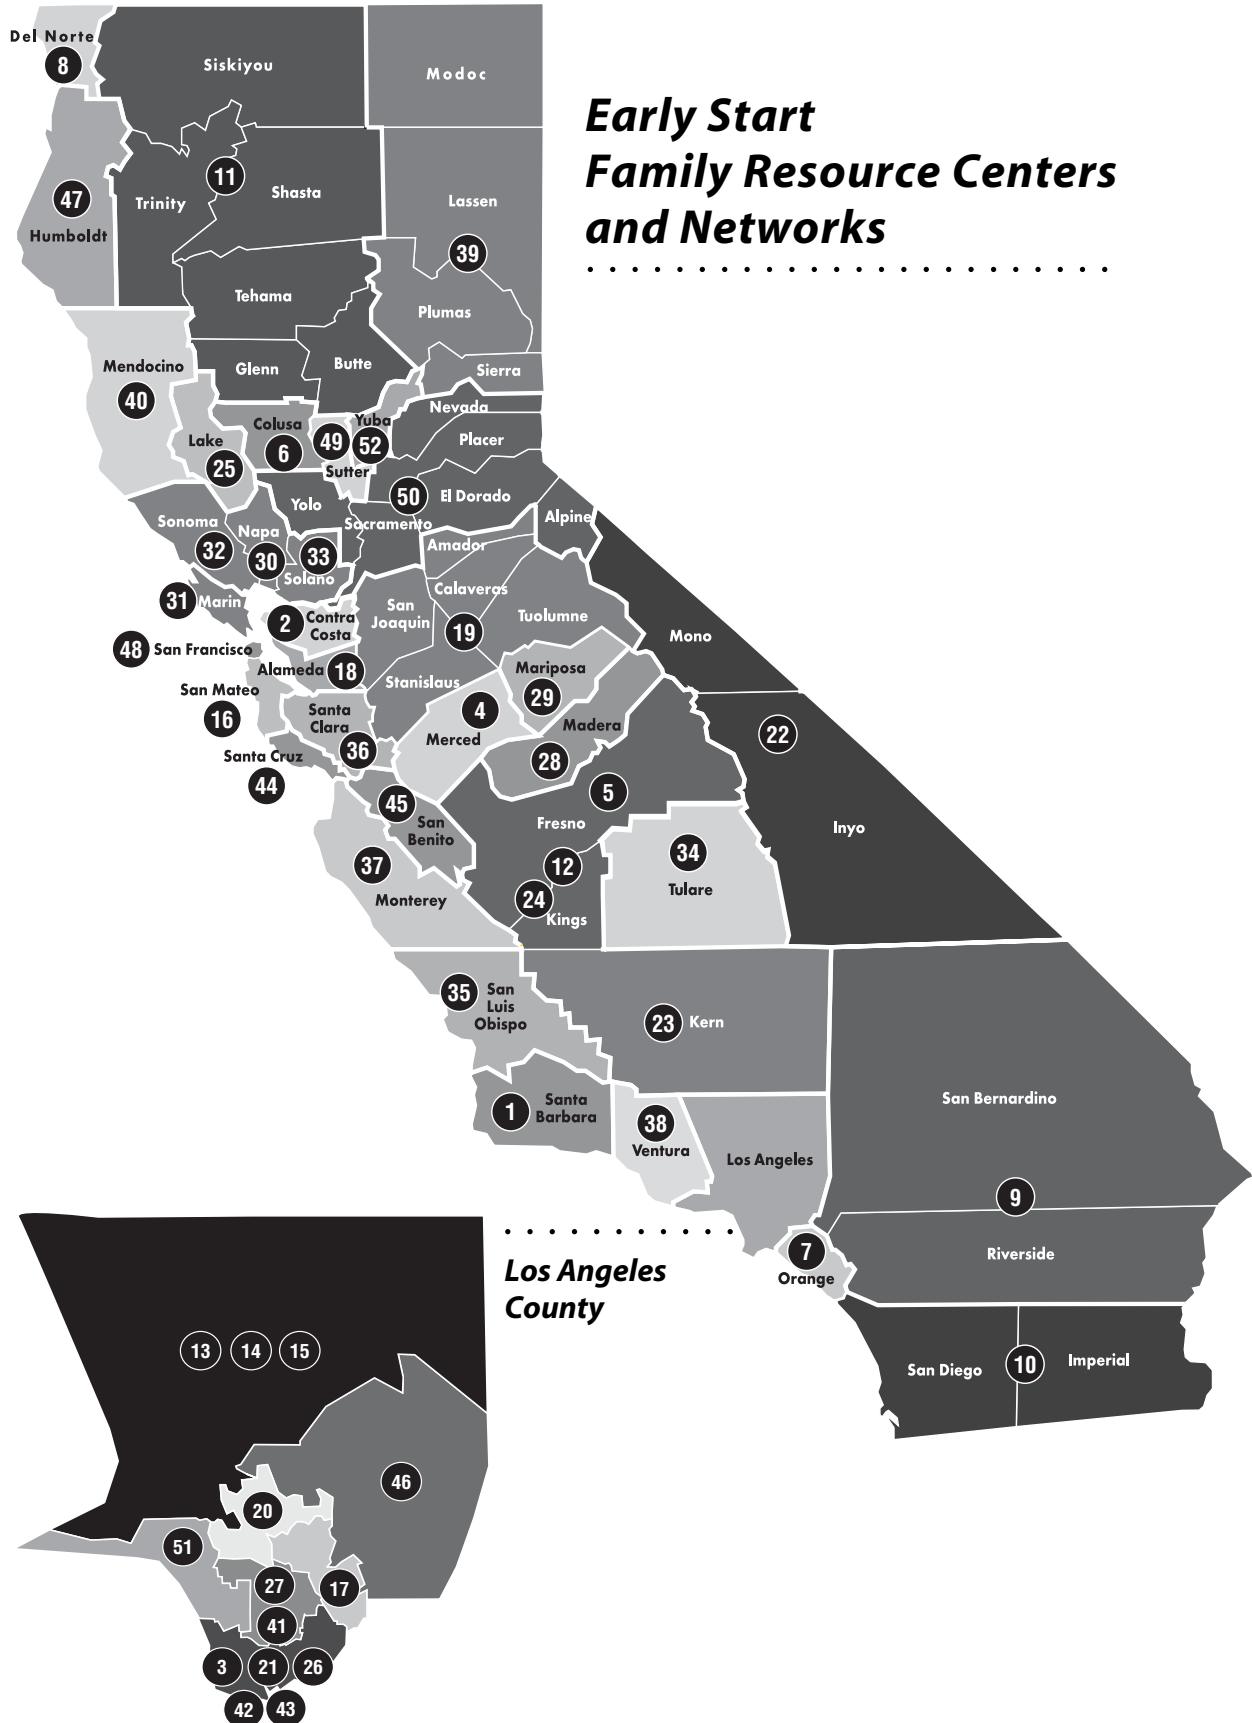 Early Start
Family Resource Centers
and Networks
Del Norte
8
Siskiyou
Modoc
47
Humboldt
Trinity
11
Shasta
Lassen
39
Tehama
Plumas
Mendocino
40
Glenn
Butte
Sierra
Lake
25
Colusa
6
49
Sutter
Yuba
52
Nevada
Placer
50
El Dorado
Yolo
Sacramento
Alpine
Sonoma
32
Napa
30
33
Solano
Amador
Calaveras
31
Marin
2
Contra
Costa
San
Joaquin
19
Tuolumne
Mono
48
San Francisco
Alameda
18
Stanislaus
Mariposa
29
San Mateo
16
Santa
Clara
36
4
Merced
Madera
28
22
Santa Cruz
44
45
San
Benito
5
Fresno
Inyo
37
Monterey
12
24
Kings
34
Tulare
35
San
Luis
Obispo
23
Kern
1
Santa
Barbara
38
Ventura
Los Angeles
San Bernardino
9
7
Orange
Riverside
San Diego
10
Imperial
Los Angeles
County
13
14
15
46
20
51
27
17
41
3
21
26
42
43